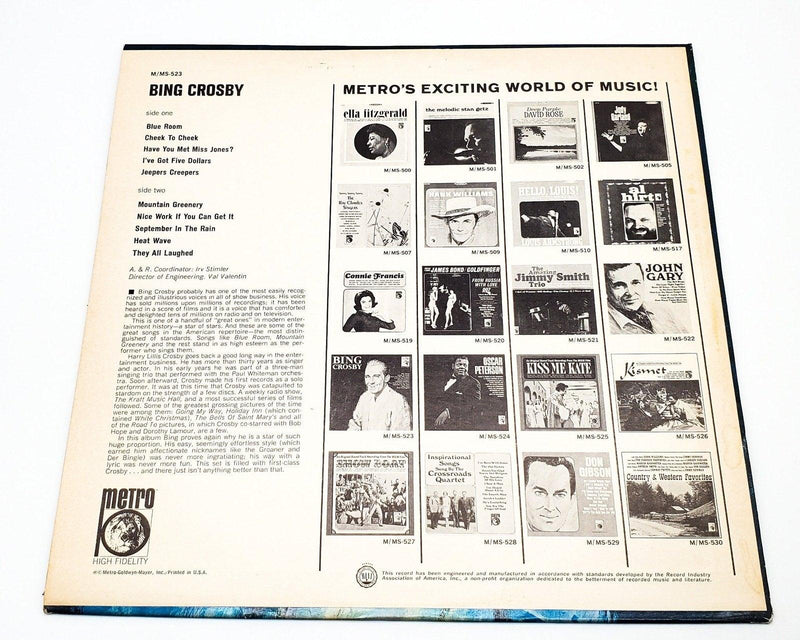 M/MS-523
BING CROSBY
side one
Blue Room
Cheek To Cheek
Have You Met Miss Jones?
I've Got Five Dollars
Jeepers Creepers
side two
Mountain Greenery
Nice Work If You Can Get It
September In The Rain
Heat Wave
They All Laughed
A. & R. Coordinator: Irv Stimler
Director of Engineering: Val Valentin
Bing Crosby probably has one of the most easily recog-
nized and illustrious voices in all of show business. His voice
has sold millions upon millions of recordings; it has been
heard in a score of films and it is a voice that has comforted
and delighted lens of millions on radio and on television.
This is one of a handful of "great ones" in modern enter-
tainment history—a star of stars. And these are some of the
great songs in the American repertoire—the most distin-
guished of standards. Songs like Blue Room, Mountain
Greenery and the rest stand in as high esteem as the per-
former who sings them.
Harry Lillis Crosby goes back a good long way in the enter-
tainment business. He has more than thirty years as singer
and actor. In his early years he was part of a three-man
singing trio that performed with the Paul Whiteman orches-
tra. Soon afterward, Crosby made his first records as a solo
performer. It was at this time that Crosby was catapulted to
stardom on the strength of a few discs. A weekly radio show,
The Kraft Music Hall, and a most successful series of films
followed. Some of the greatest grossing pictures of the time
were among them: Going My Way, Holiday Inn (which con-
tained White Christmas), The Bells Of Saint Mary's and all
of the Road To pictures, in which Crosby co-starred with Bob
Hope and Dorothy Lamour, are a few.
In this album Bing proves again why he is a star of such
huge proportion. His easy, seemingly effortless style (which
earned him affectionate nicknames like the Groaner and
Der Bingle) was never more ingratiating; his way with a
lyric was never more fun. This set is filled with first-class
Crosby . . . and there just isn't anything better than that.
metro
HIGH FIDELITY
Metro-Goldwyn-Mayer, Inc./Printed in U.S.A.
METRO'S EXCITING WORLD OF MUSIC!
ella fitzgerald
M/MS-500
the melodic stan getz
M/MS-501
Deep Purple
DAVID ROSE
M/MS-502
Judy
Garland
M/MS-505
The
Ray Charles
Singers
M/MS-507
HANK WILLIAMS
M/MS-509
HELLO, LOUIS!
LOUIS ARMSTRONG
M/MS-510
al
hirt
M/MS-517
Connie Francis
M/MS-519
JAMES BOND GOLDFINGER
FROM RUSSIA
WITH LOVE
M/MS-520
The
Amazing
Jimmy Smith
Trio
M/MS-521
JOHN
GARY
M/MS-522
BING
CROSBY
M/MS-523
OSCAR
PETERSON
M/MS-524
KISS ME KATE
M/MS-525
Kismet
M/MS-526
SHOW BOAT
M/MS-527
Inspirational
Songs
Sung By The
Crossroads
Quartet
M/MS-528
DON
GIBSON
M/MS-529
Country & Western Favorites
M/MS-530
This record has been engineered and manufactured in accordance with standards developed by the Record Industry
Association of America, Inc., a non-profit organization dedicated to the betterment of recorded music and literature.